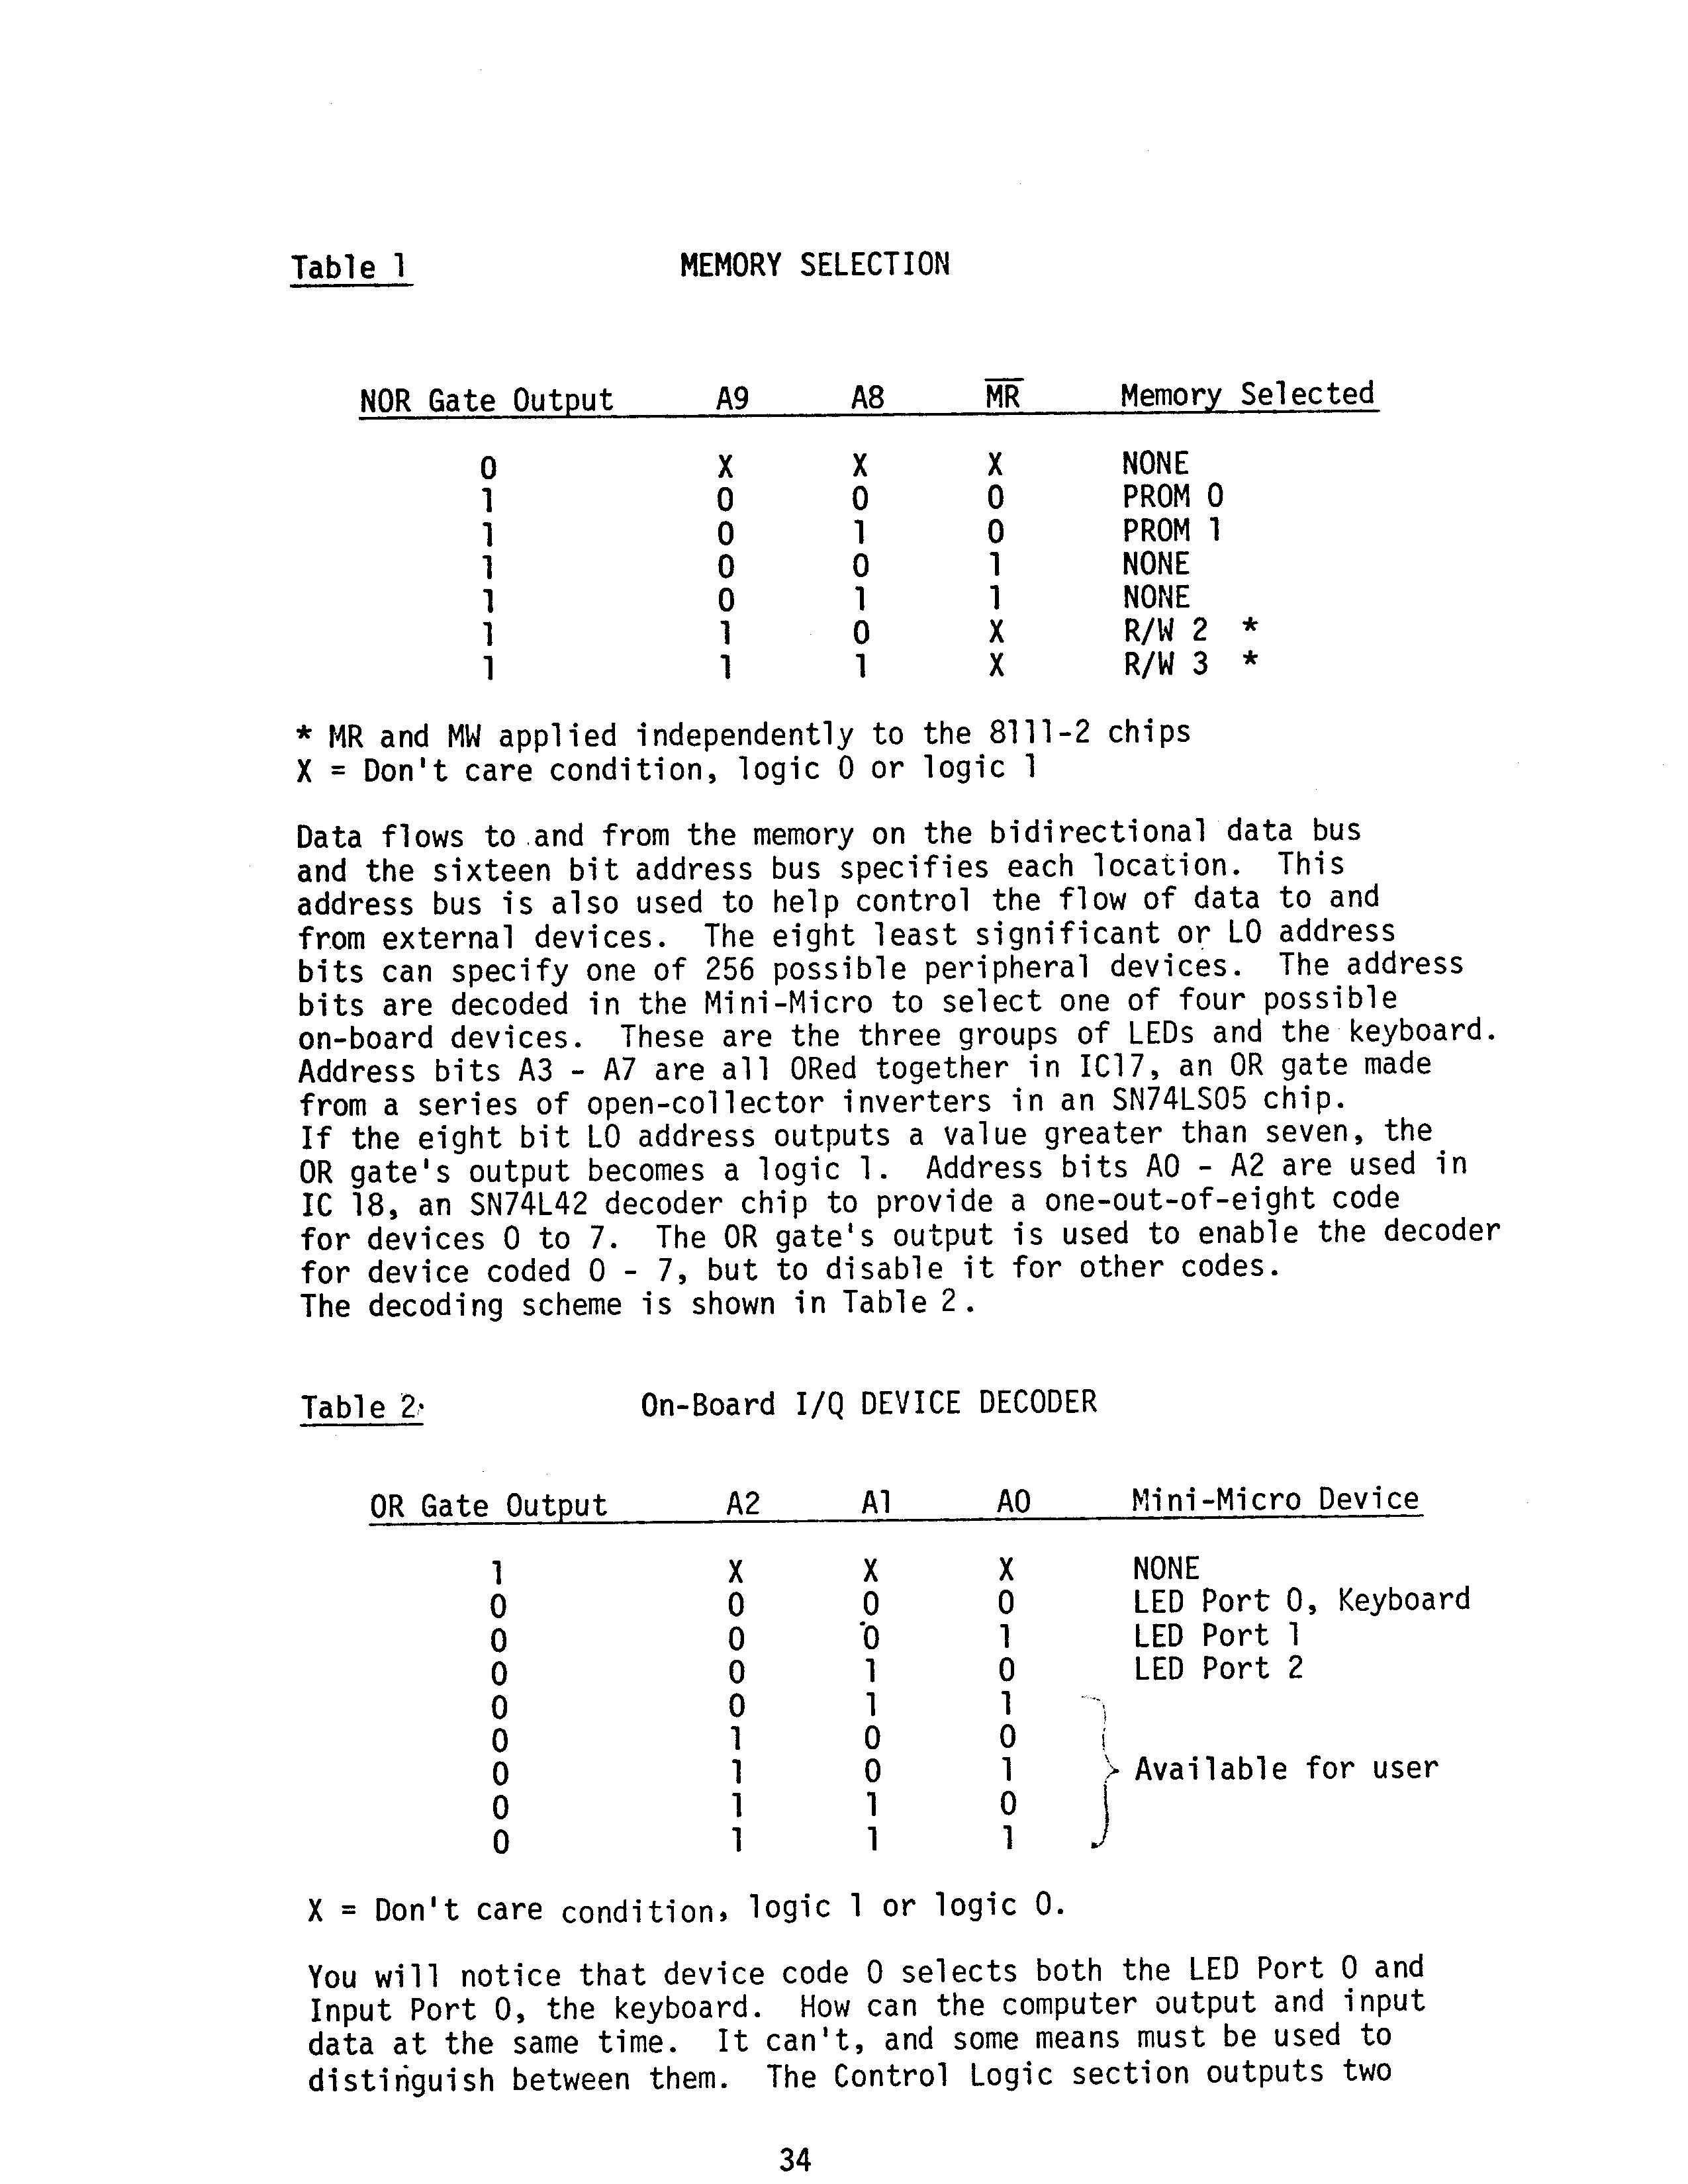 Table 1 MEMORY SELECTION
NOR Gate Output A9 A8 M̅R̅ Memory Selected
0 X X X NONE
1 0 0 0 PROM 0
1 0 1 0 PROM 1
1 0 0 1 NONE
1 0 1 1 NONE
1 1 0 X R/W 2 *
1 1 1 X R/W 3 *
* MR and MW applied independently to the 8111-2 chips
X = Don't care condition, logic 0 or logic 1
Data flows to and from the memory on the bidirectional data bus
and the sixteen bit address bus specifies each location. This
address bus is also used to help control the flow of data to and
from external devices. The eight least significant or LO address
bits can specify one of 256 possible peripheral devices. The address
bits are decoded in the Mini-Micro to select one of four possible
on-board devices. These are the three groups of LEDs and the keyboard.
Address bits A3 - A7 are all ORed together in IC17, an OR gate made
from a series of open-collector inverters in an SN74LS05 chip.
If the eight bit LO address outputs a value greater than seven, the
OR gate's output becomes a logic 1. Address bits A0 - A2 are used in
IC 18, an SN74L42 decoder chip to provide a one-out-of-eight code
for devices 0 to 7. The OR gate's output is used to enable the decoder
for device coded 0 - 7, but to disable it for other codes.
The decoding scheme is shown in Table 2.
Table 2. On-Board I/Q DEVICE DECODER
OR Gate Output A2 A1 A0 Mini-Micro Device
1 X X X NONE
0 0 0 0 LED Port 0, Keyboard
0 0 0 1 LED Port 1
0 0 1 0 LED Port 2
0 0 1 1
0 1 0 0
0 1 0 1 Available for user
0 1 1 0
0 1 1 1
X = Don't care condition, logic 1 or logic 0.
You will notice that device code 0 selects both the LED Port 0 and
Input Port 0, the keyboard. How can the computer output and input
data at the same time. It can't, and some means must be used to
distinguish between them. The Control Logic section outputs two
34